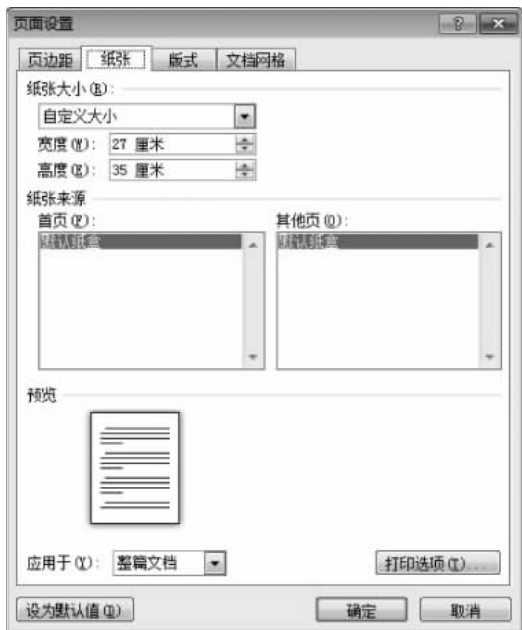 页面设置
页边距 纸张 版式 文档网格
纸张大小(R):
自定义大小
宽度(W): 27 厘米
高度(E): 35 厘米
纸张来源
首页(F): 其他页(O):
默认纸盒 默认纸盒
预览
应用于(Y): 整篇文档 打印选项(T)...
设为默认值(D) 确定 取消